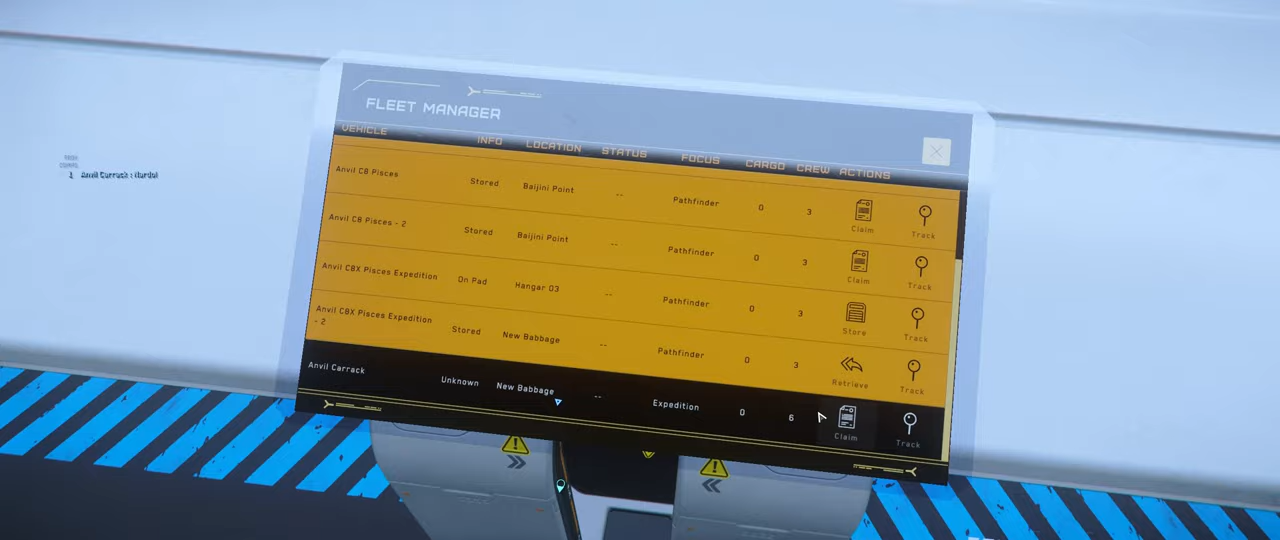 FLEET MANAGER
VEHICLE INFO LOCATION STATUS FOCUS CARGO CREW ACTIONS
Anvil C8 Pisces Stored Baijini Point -- Pathfinder 0 3 Claim Track
Anvil C8 Pisces - 2 Stored Baijini Point -- Pathfinder 0 3 Claim Track
Anvil C8X Pisces Expedition On Pad Hangar 03 -- Pathfinder 0 3 Store Track
Anvil C8X Pisces Expedition
- 2 Stored New Babbage -- Pathfinder 0 3 Retrieve Track
Anvil Carrack Unknown New Babbage -- Expedition 0 6 Claim Track
1 Anvil Carrack :